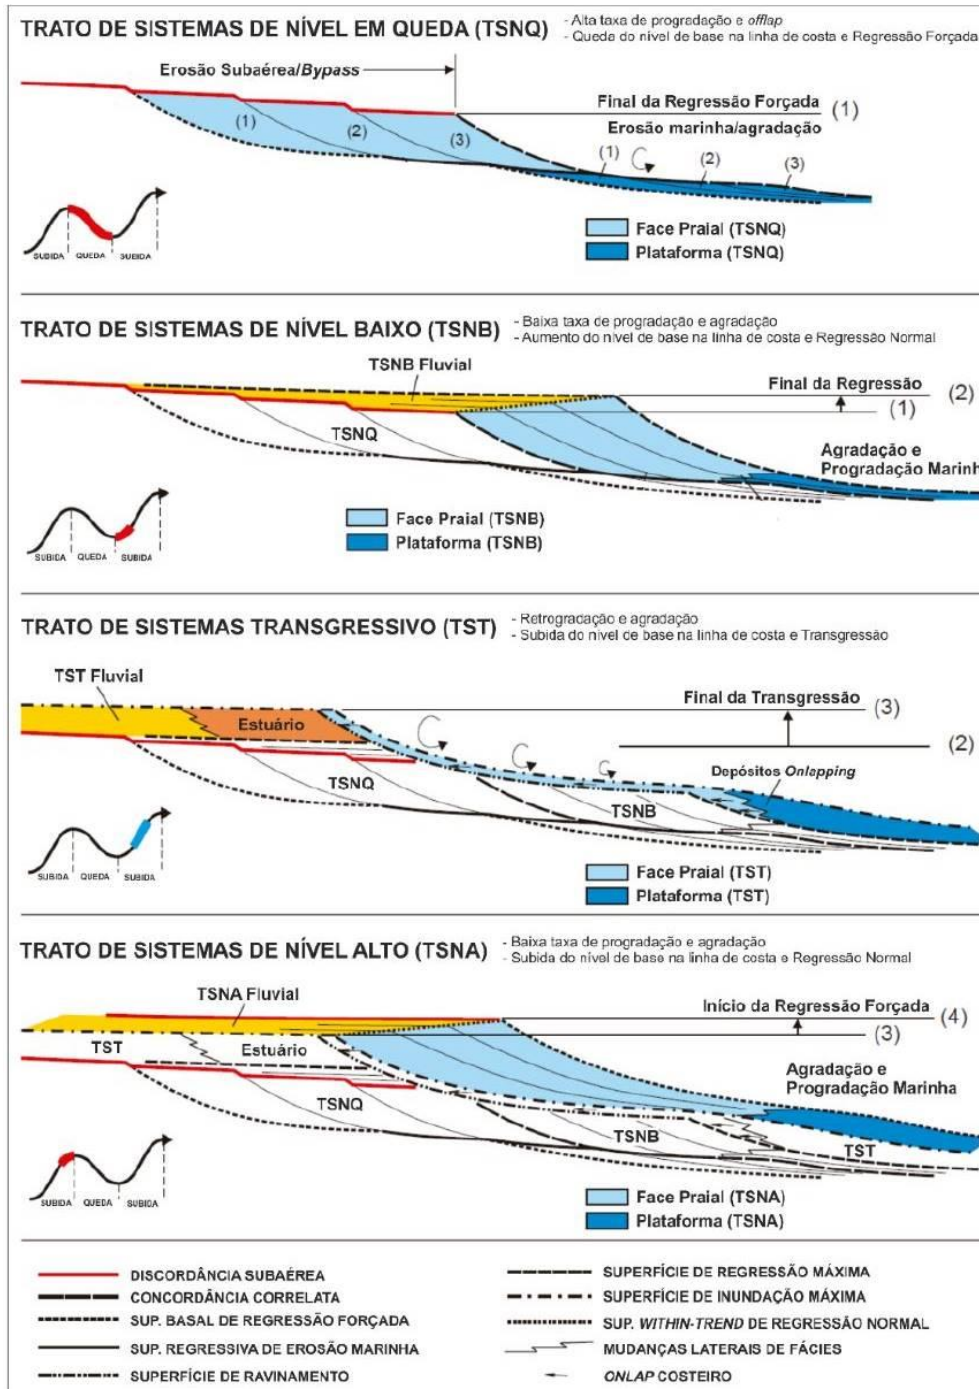 TRATO DE SISTEMAS DE NÍVEL EM QUEDA (TSNQ)
- Alta taxa de progradação e offlap
- Queda do nível de base na linha de costa e Regressão Forçada
Erosão Subaérea/Bypass
Final da Regressão Forçada
(1)
Erosão marinha/agradação
(1)
(2)
(3)
(1)
(2)
(3)
SUBIDA
QUEDA
SUBIDA
Face Praial (TSNQ)
Plataforma (TSNQ)
TRATO DE SISTEMAS DE NÍVEL BAIXO (TSNB)
- Baixa taxa de progradação e agradação
- Aumento do nível de base na linha de costa e Regressão Normal
TSNB Fluvial
Final da Regressão
(2)
(1)
TSNQ
Agradação e
Progradação Marinh
SUBIDA
QUEDA
SUBIDA
Face Praial (TSNB)
Plataforma (TSNB)
TRATO DE SISTEMAS TRANSGRESSIVO (TST)
- Retrogradação e agradação
- Subida do nível de base na linha de costa e Transgressão
TST Fluvial
Final da Transgressão
(3)
Estuário
(2)
Depósitos Onlapping
TSNQ
TSNB
SUBIDA
QUEDA
SUBIDA
Face Praial (TST)
Plataforma (TST)
TRATO DE SISTEMAS DE NÍVEL ALTO (TSNA)
- Baixa taxa de progradação e agradação
- Subida do nível de base na linha de costa e Regressão Normal
TSNA Fluvial
Início da Regressão Forçada
(4)
(3)
TST
Estuário
Agradação e
Progradação Marinha
TSNQ
TSNB
TST
SUBIDA
QUEDA
SUBIDA
Face Praial (TSNA)
Plataforma (TSNA)
DISCORDÂNCIA SUBAÉREA
CONCORDÂNCIA CORRELATA
SUP. BASAL DE REGRESSÃO FORÇADA
SUP. REGRESSIVA DE EROSÃO MARINHA
SUPERFÍCIE DE RAVINAMENTO
SUPERFÍCIE DE REGRESSÃO MÁXIMA
SUPERFÍCIE DE INUNDAÇÃO MÁXIMA
SUP. WITHIN-TREND DE REGRESSÃO NORMAL
MUDANÇAS LATERAIS DE FÁCIES
ONLAP COSTEIRO